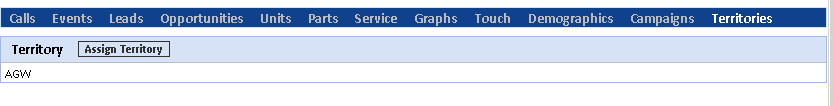 Calls Events Leads Opportunities Units Parts Service Graphs Touch Demographics Campaigns Territories
Territory Assign Territory
AGW